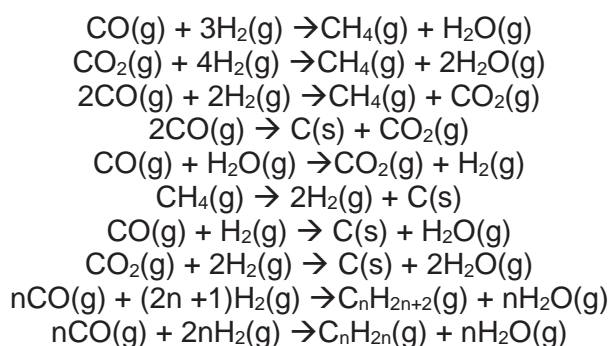 CO(g) + 3H₂(g) →CH₄(g) + H₂O(g)
CO₂(g) + 4H₂(g) →CH₄(g) + 2H₂O(g)
2CO(g) + 2H₂(g) →CH₄(g) + CO₂(g)
2CO(g) → C(s) + CO₂(g)
CO(g) + H₂O(g) →CO₂(g) + H₂(g)
CH₄(g) → 2H₂(g) + C(s)
CO(g) + H₂(g) → C(s) + H₂O(g)
CO₂(g) + 2H₂(g) → C(s) + 2H₂O(g)
nCO(g) + (2n +1)H₂(g) →CₙH₂ₙ₊₂(g) + nH₂O(g)
nCO(g) + 2nH₂(g) →CₙH₂ₙ(g) + nH₂O(g)